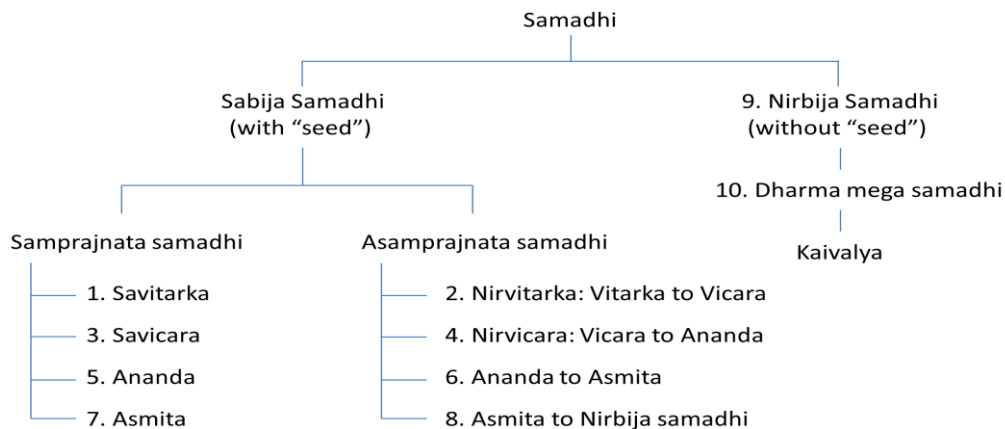 Samadhi
Sabija Samadhi
(with “seed”)
9. Nirbija Samadhi
(without “seed”)
10. Dharma mega samadhi
Kaivalya
Samprajnata samadhi
1. Savitarka
3. Savicara
5. Ananda
7. Asmita
Asamprajnata samadhi
2. Nirvitarka: Vitarka to Vicara
4. Nirvicara: Vicara to Ananda
6. Ananda to Asmita
8. Asmita to Nirbija samadhi